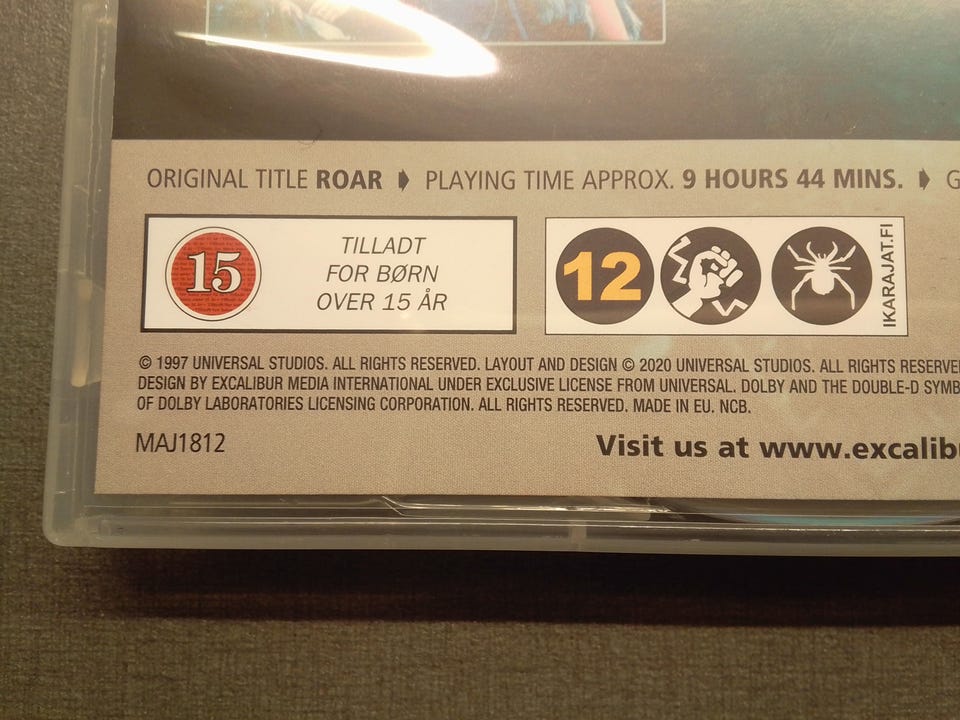 ORIGINAL TITLE ROAR PLAYING TIME APPROX. 9 HOURS 44 MINS. G
15
TILLADT
FOR BØRN
OVER 15 ÅR
12
IKARAJAT.FI
© 1997 UNIVERSAL STUDIOS. ALL RIGHTS RESERVED. LAYOUT AND DESIGN © 2020 UNIVERSAL STUDIOS. ALL RIGHTS RESERVE
DESIGN BY EXCALIBUR MEDIA INTERNATIONAL UNDER EXCLUSIVE LICENSE FROM UNIVERSAL. DOLBY AND THE DOUBLE-D SYMB
OF DOLBY LABORATORIES LICENSING CORPORATION. ALL RIGHTS RESERVED. MADE IN EU. NCB.
MAJ1812
Visit us at www.excalib